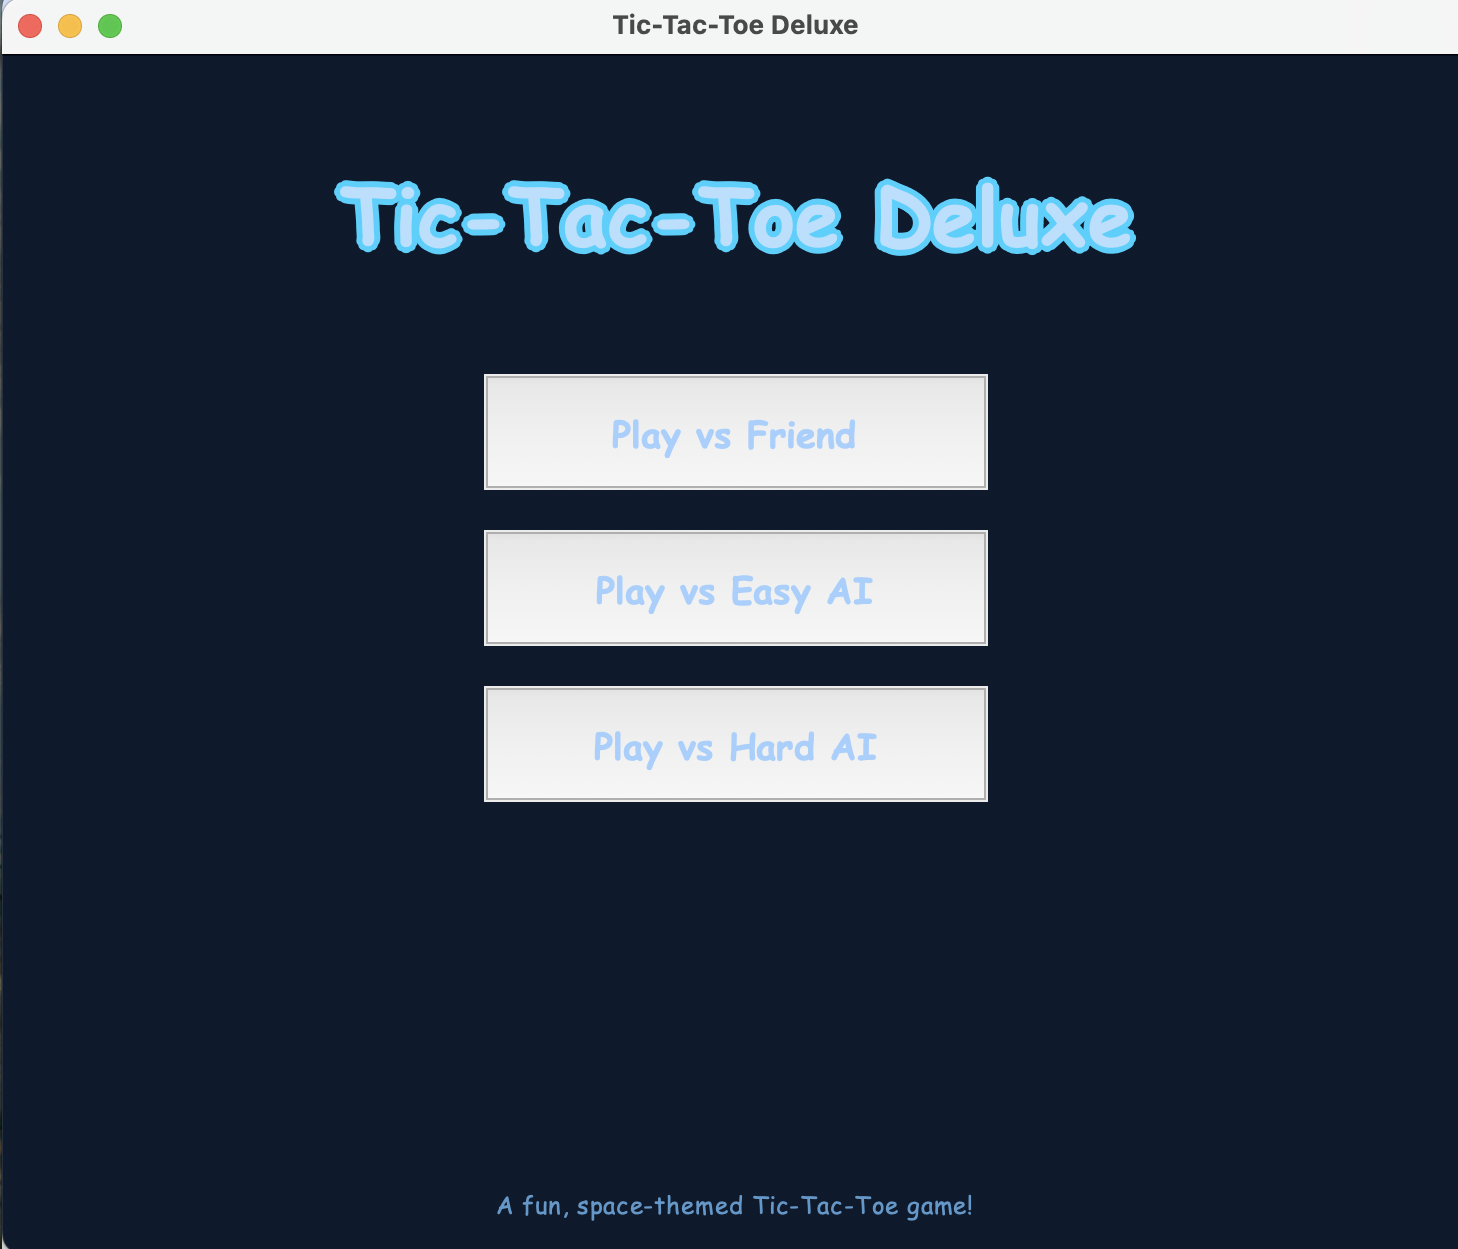 Tic-Tac-Toe Deluxe
Tic-Tac-Toe Deluxe
Play vs Friend
Play vs Easy AI
Play vs Hard AI
A fun, space-themed Tic-Tac-Toe game!